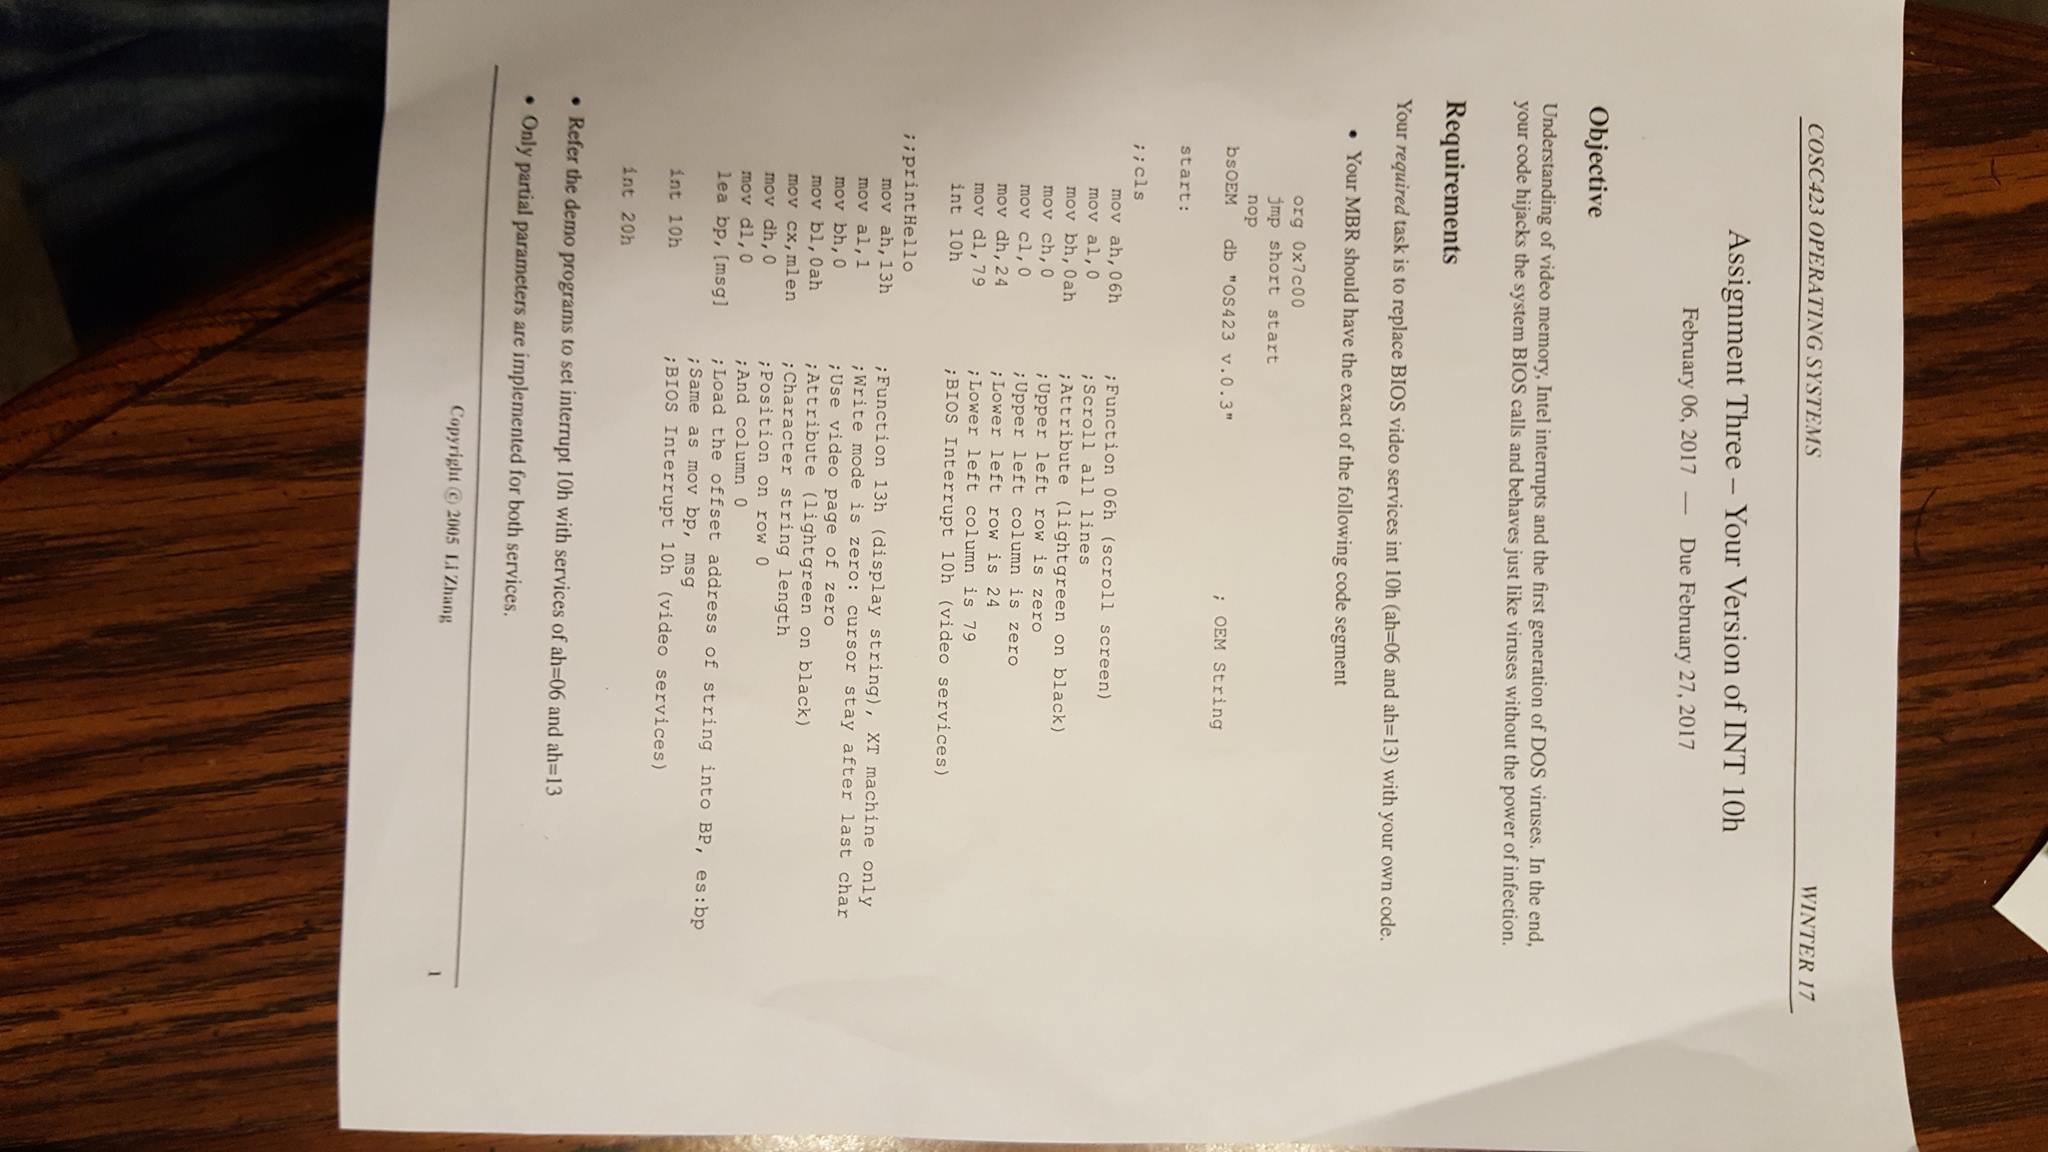 COSC423 OPERATING SYSTEMS WINTER 17
Assignment Three – Your Version of INT 10h
February 06, 2017 — Due February 27, 2017
Objective
Understanding of video memory, Intel interrupts and the first generation of DOS viruses. In the end,
your code hijacks the system BIOS calls and behaves just like viruses without the power of infection.
Requirements
Your required task is to replace BIOS video services int 10h (ah=06 and ah=13) with your own code.
• Your MBR should have the exact of the following code segment
org 0x7c00
jmp short start
nop
bsOEM db "OS423 v.0.3" ; OEM String
start:
;;cls
mov ah,06h ;Function 06h (scroll screen)
mov al,0 ;Scroll all lines
mov bh,0ah ;Attribute (lightgreen on black)
mov ch,0 ;Upper left row is zero
mov cl,0 ;Upper left column is zero
mov dh,24 ;Lower left row is 24
mov dl,79 ;Lower left column is 79
int 10h ;BIOS Interrupt 10h (video services)
;;printHello
mov ah,13h ;Function 13h (display string), XT machine only
mov al,1 ;Write mode is zero: cursor stay after last char
mov bh,0 ;Use video page of zero
mov bl,0ah ;Attribute (lightgreen on black)
mov cx,mlen ;Character string length
mov dh,0 ;Position on row 0
mov dl,0 ;And column 0
lea bp,[msg] ;Load the offset address of string into BP, es:bp
;Same as mov bp, msg
int 10h ;BIOS Interrupt 10h (video services)
int 20h
• Refer the demo programs to set interrupt 10h with services of ah=06 and ah=13
• Only partial parameters are implemented for both services.
Copyright © 2005 Li Zhang 1